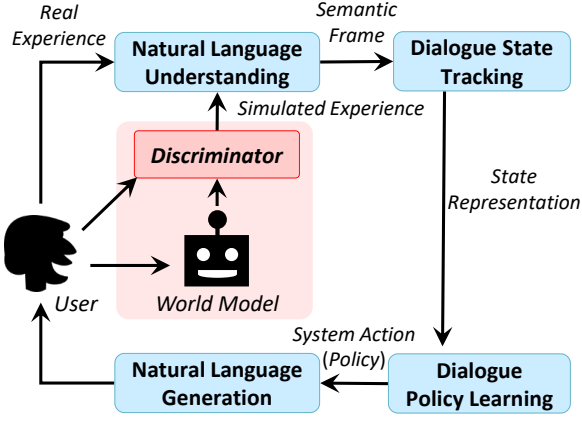 Real
Experience
Natural Language
Understanding
Semantic
Frame
Dialogue State
Tracking
Simulated Experience
Discriminator
State
Representation
User
World Model
System Action
(Policy)
Natural Language
Generation
Dialogue
Policy Learning